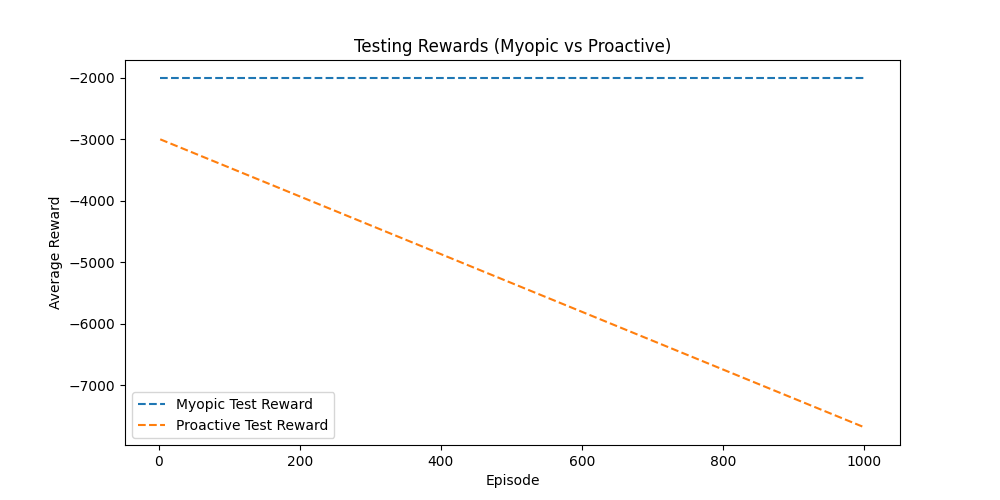 Testing Rewards (Myopic vs Proactive)
Average Reward
−2000
−3000
−4000
−5000
−6000
−7000
Myopic Test Reward
Proactive Test Reward
0 200 400 600 800 1000
Episode